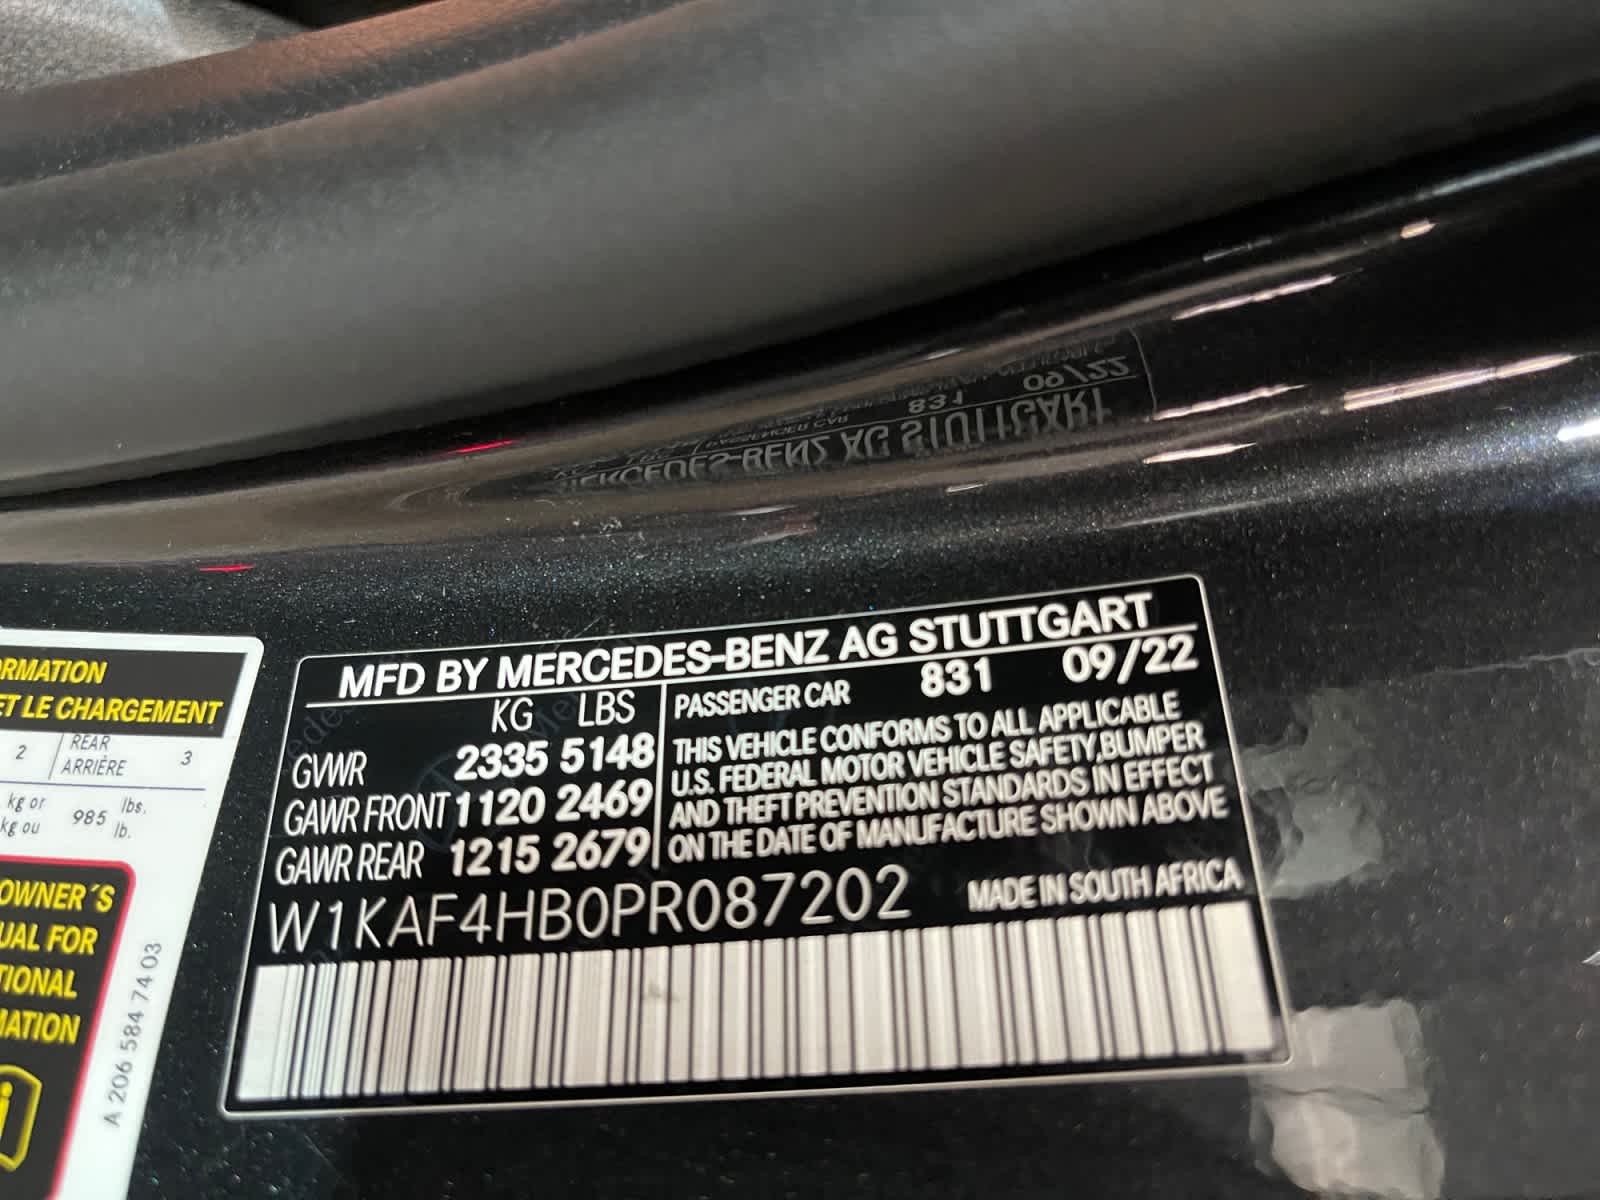 MFD BY MERCEDES-BENZ AG STUTTGART
KG LBS
GVWR 2335 5148
GAWR FRONT 1120 2469
GAWR REAR 1215 2679
PASSENGER CAR 831 09/22
THIS VEHICLE CONFORMS TO ALL APPLICABLE
U.S. FEDERAL MOTOR VEHICLE SAFETY,BUMPER
AND THEFT PREVENTION STANDARDS IN EFFECT
ON THE DATE OF MANUFACTURE SHOWN ABOVE
W1KAF4HB0PR087202 MADE IN SOUTH AFRICA
ORMATION
ET LE CHARGEMENT
2 REAR 3
ARRIÈRE
kg or 985 lbs.
kg ou lb.
OWNER´S
UAL FOR
TIONAL
MATION
A 206 584 74 03